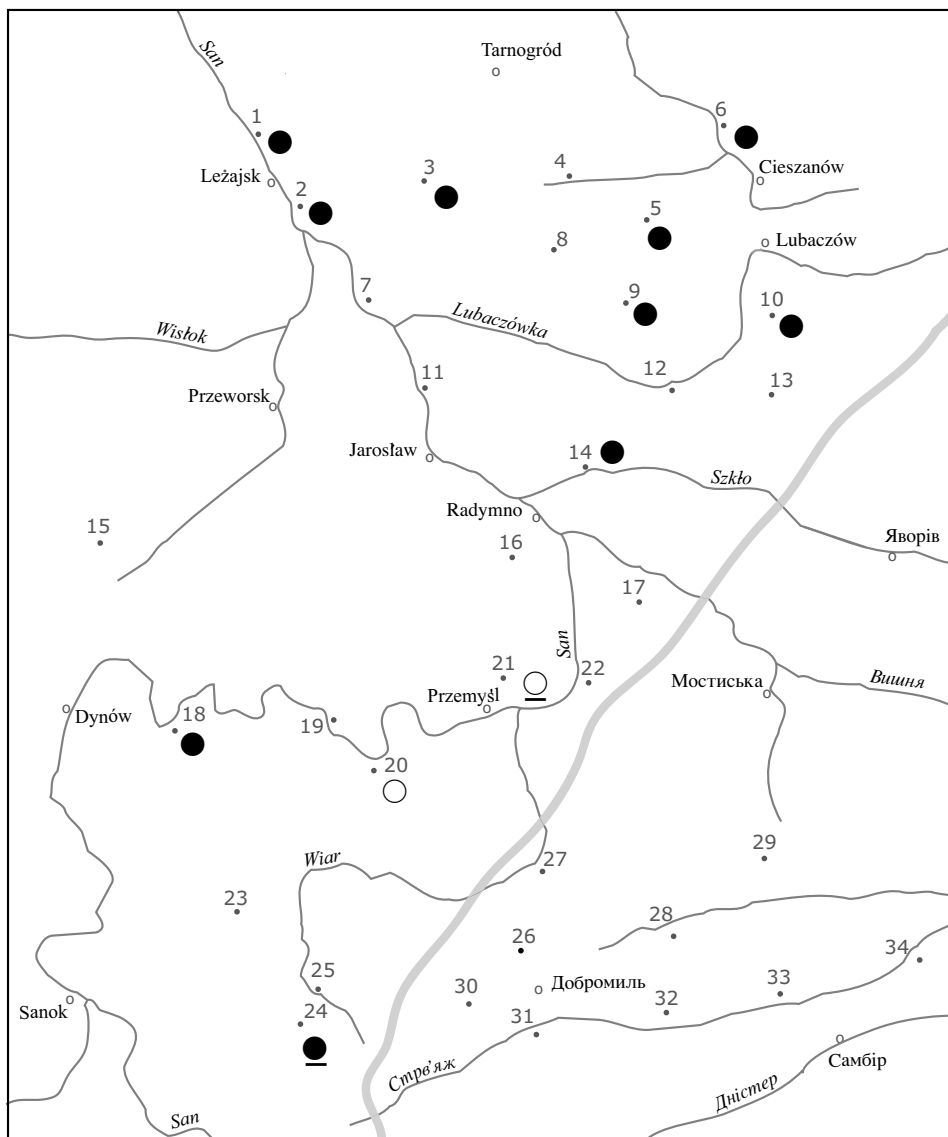 San
Tarnogród
1
6
Leżajsk
3
4
Cieszanów
2
5
8
Lubaczów
7
9
10
Wisłok
Lubaczówka
11
12
13
Przeworsk
Jarosław
14
Szkło
Radymno
15
16
Яворів
17
San
21
22
Przemyśl
Мостиська
Вишня
Dynów
18
19
20
Wiar
27
29
23
28
26
34
25
30
Добромиль
33
Sanok
24
31
32
Самбір
Стрв'яж
Дністер
San